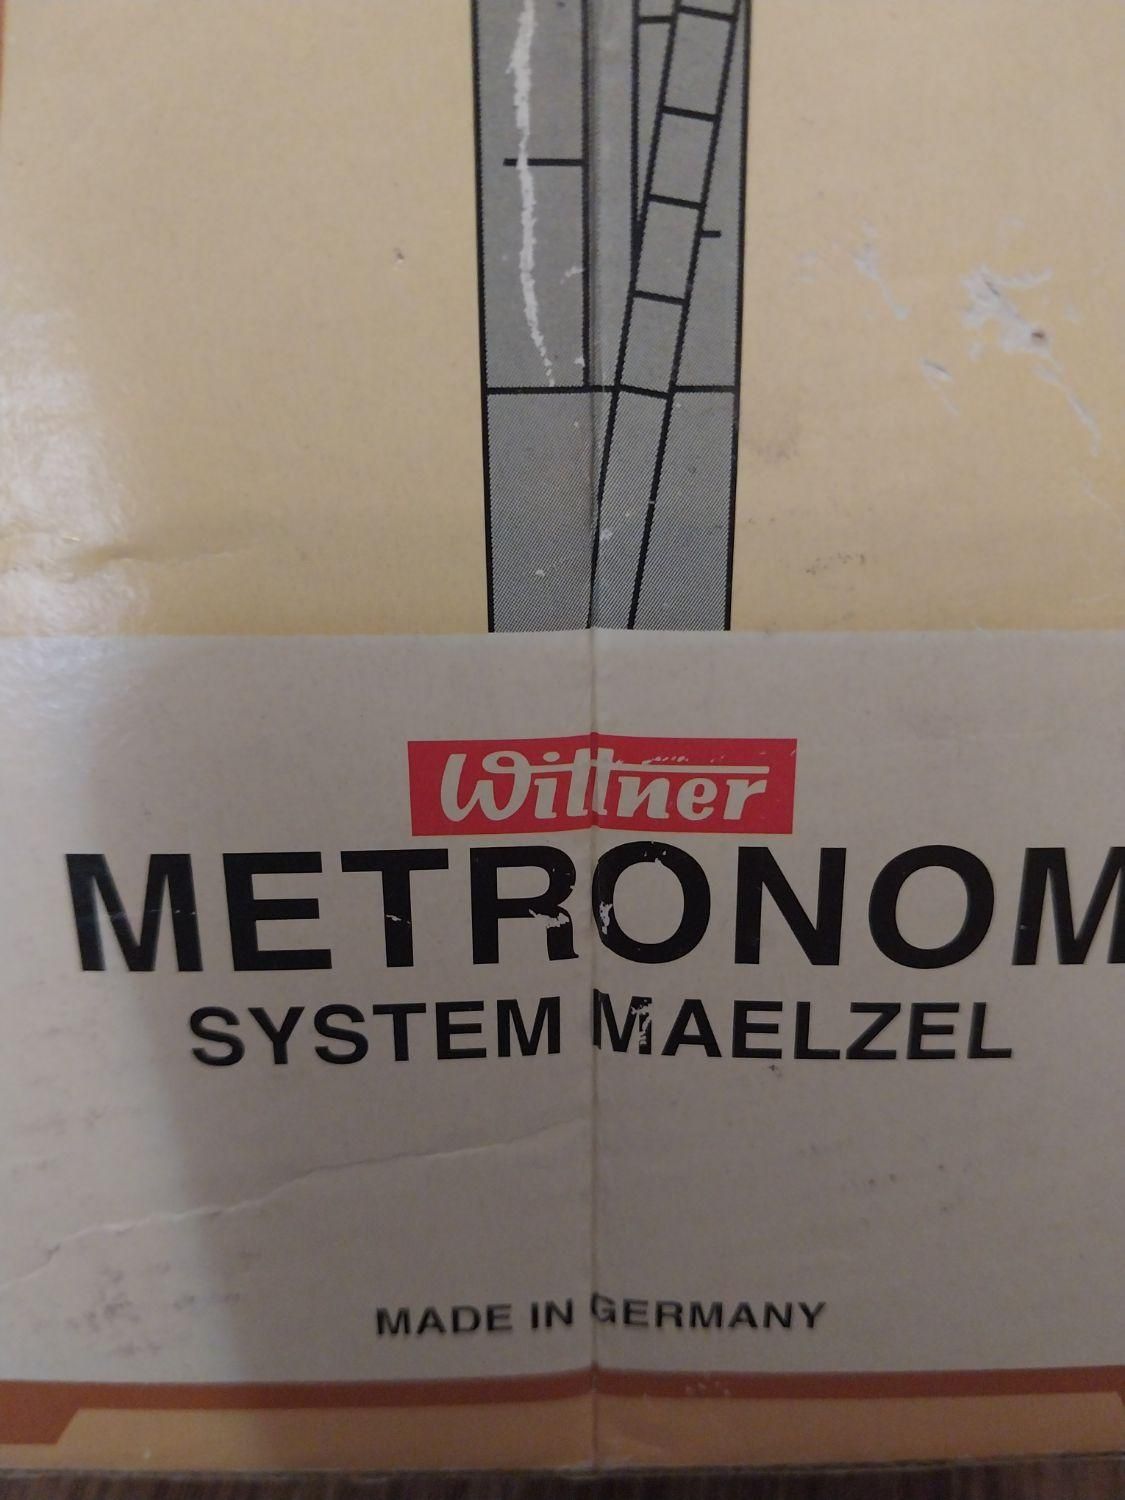 Wittner
METRONOM
SYSTEM MAELZEL
MADE IN GERMANY